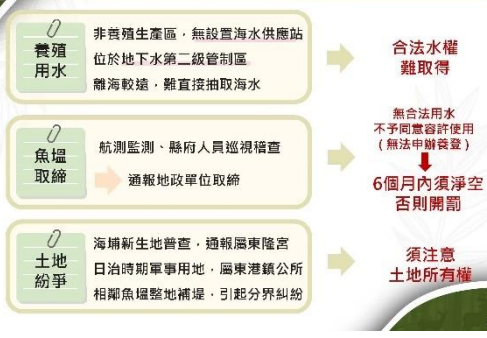 養殖
用水
非養殖生產區，無設置海水供應站
位於地下水第二級管制區
離海較遠，難直接抽取海水
合法水權
難取得
魚塭
取締
航測監測、縣府人員巡視稽查
通報地政單位取締
無合法用水
不予同意容許使用
（無法申辦養登）
6個月內須淨空
否則開罰
土地
紛爭
海埔新生地普查，通報屬東隆宮
日治時期軍事用地，屬東港鎮公所
相鄰魚塭整地補堤，引起分界糾紛
須注意
土地所有權